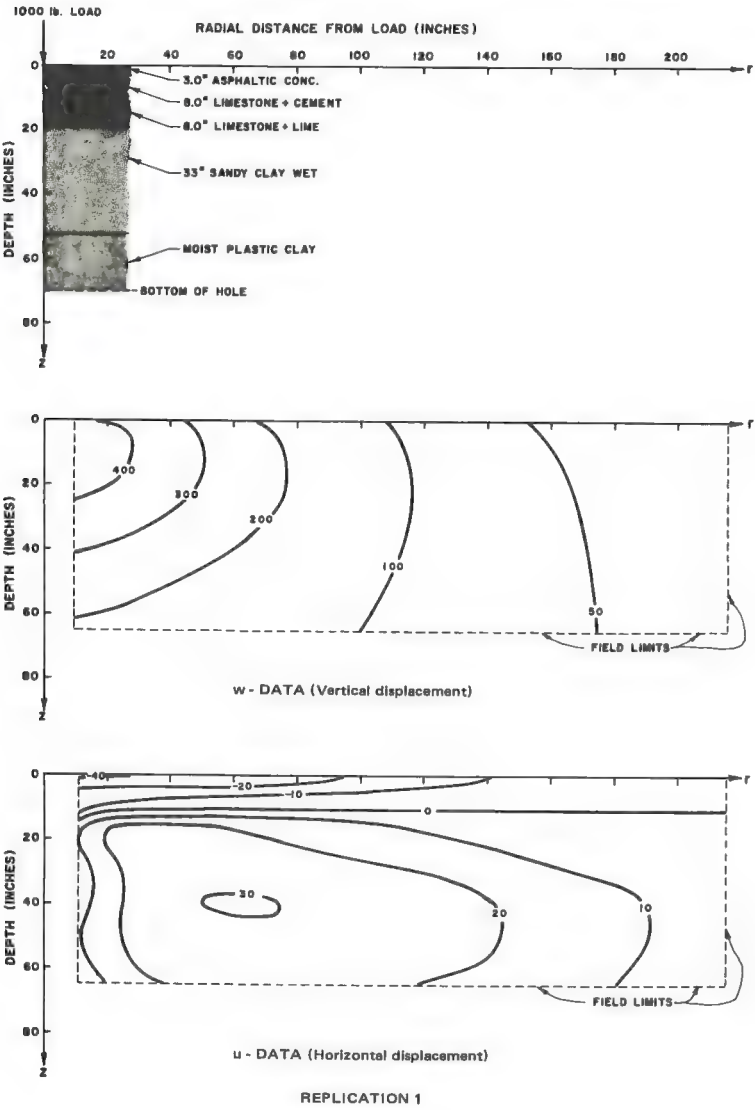 1000 lb. LOAD
RADIAL DISTANCE FROM LOAD (INCHES)
20 40 60 80 100 120 140 160 180 200
r
0
3.0" ASPHALTIC CONC.
8.0" LIMESTONE + CEMENT
8.0" LIMESTONE + LIME
20
33" SANDY CLAY WET
40
DEPTH (INCHES)
MOIST PLASTIC CLAY
60
BOTTOM OF HOLE
80
z
0
r
400
20
300
200
40
DEPTH (INCHES)
100
60
50
FIELD LIMITS
80
w - DATA (Vertical displacement)
z
0
r
-40
-20
-10
0
20
30
40
20
10
DEPTH (INCHES)
60
FIELD LIMITS
80
u - DATA (Horizontal displacement)
z
REPLICATION 1